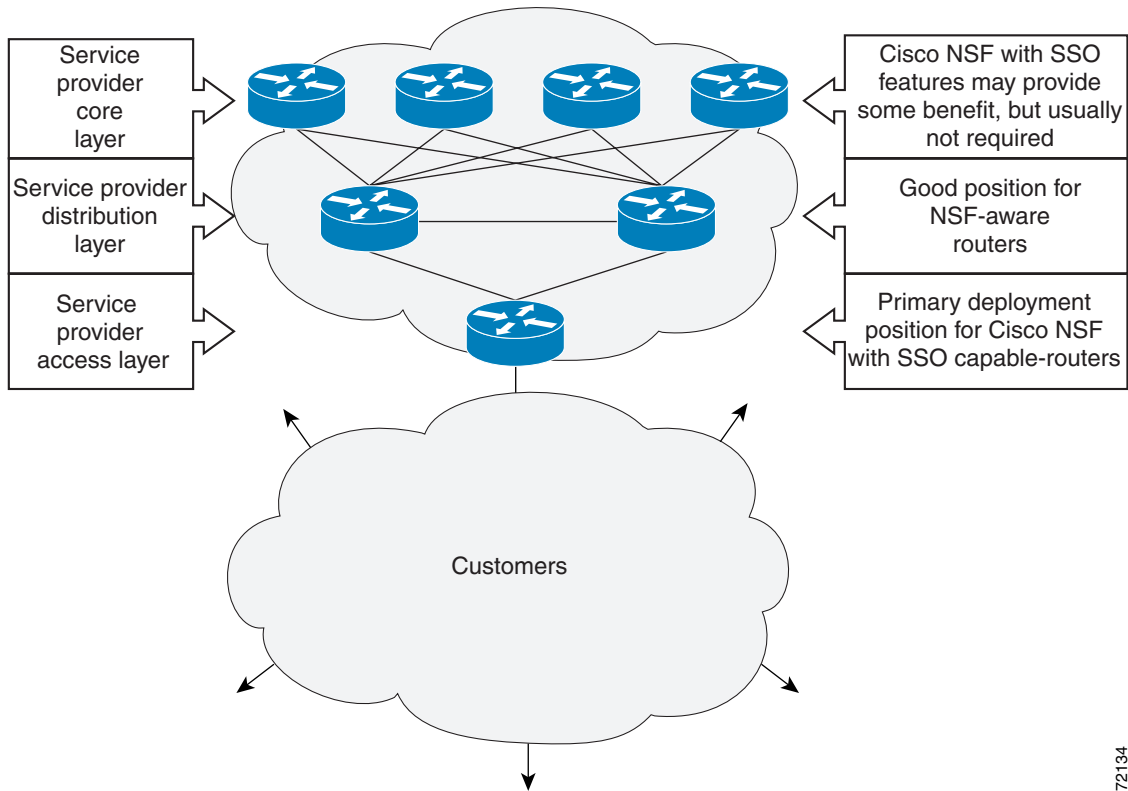 Service
provider
core
layer
Cisco NSF with SSO
features may provide
some benefit, but usually
not required
Service provider
distribution
layer
Good position for
NSF-aware
routers
Service
provider
access layer
Primary deployment
position for Cisco NSF
with SSO capable-routers
Customers
72134